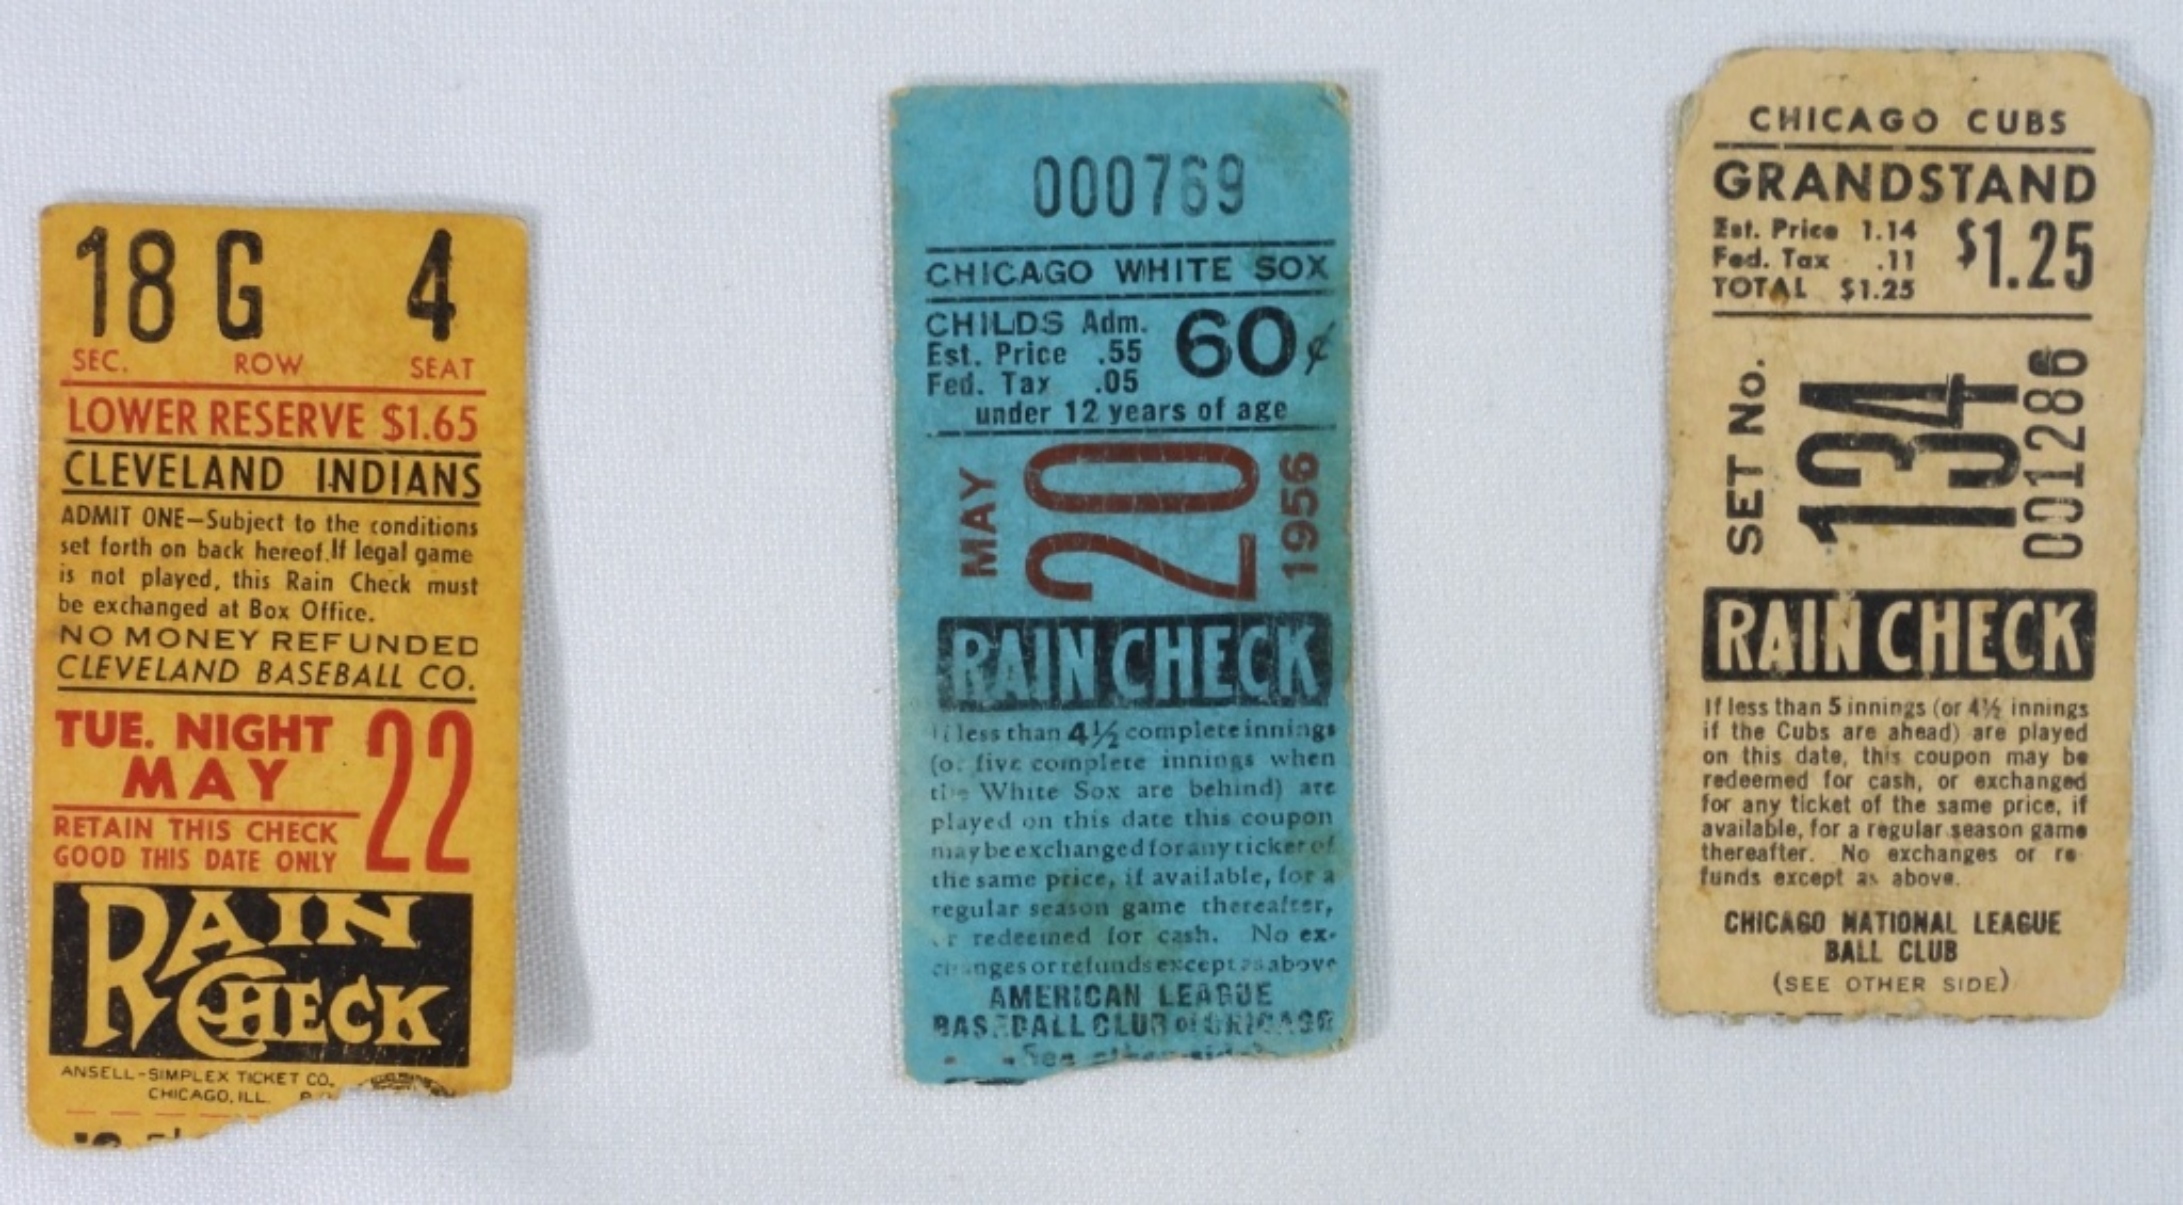 18 G 4
SEC. ROW SEAT
LOWER RESERVE $1.65
CLEVELAND INDIANS
ADMIT ONE—Subject to the conditions
set forth on back hereof. If legal game
is not played, this Rain Check must
be exchanged at Box Office.
NO MONEY REFUNDED
CLEVELAND BASEBALL CO.
TUE. NIGHT
MAY 22
RETAIN THIS CHECK
GOOD THIS DATE ONLY
RAIN
CHECK
ANSELL-SIMPLEX TICKET CO.
CHICAGO, ILL.
000769
CHICAGO WHITE SOX
CHILDS Adm. 60¢
Est. Price .55
Fed. Tax .05
under 12 years of age
MAY 20 1956
RAIN CHECK
If less than 4½ complete innings
(or five complete innings when
the White Sox are behind) are
played on this date this coupon
may be exchanged for any ticket of
the same price, if available, for a
regular season game thereafter,
or redeemed for cash. No ex-
changes or refunds except as above
AMERICAN LEAGUE
BASEBALL CLUB of CHICAGO
See other side
CHICAGO CUBS
GRANDSTAND
Est. Price 1.14
Fed. Tax .11
TOTAL $1.25
$1.25
SET No.
134
001286
RAIN CHECK
If less than 5 innings (or 4½ innings
if the Cubs are ahead) are played
on this date, this coupon may be
redeemed for cash, or exchanged
for any ticket of the same price, if
available, for a regular season game
thereafter. No exchanges or re-
funds except as above.
CHICAGO NATIONAL LEAGUE
BALL CLUB
(SEE OTHER SIDE)